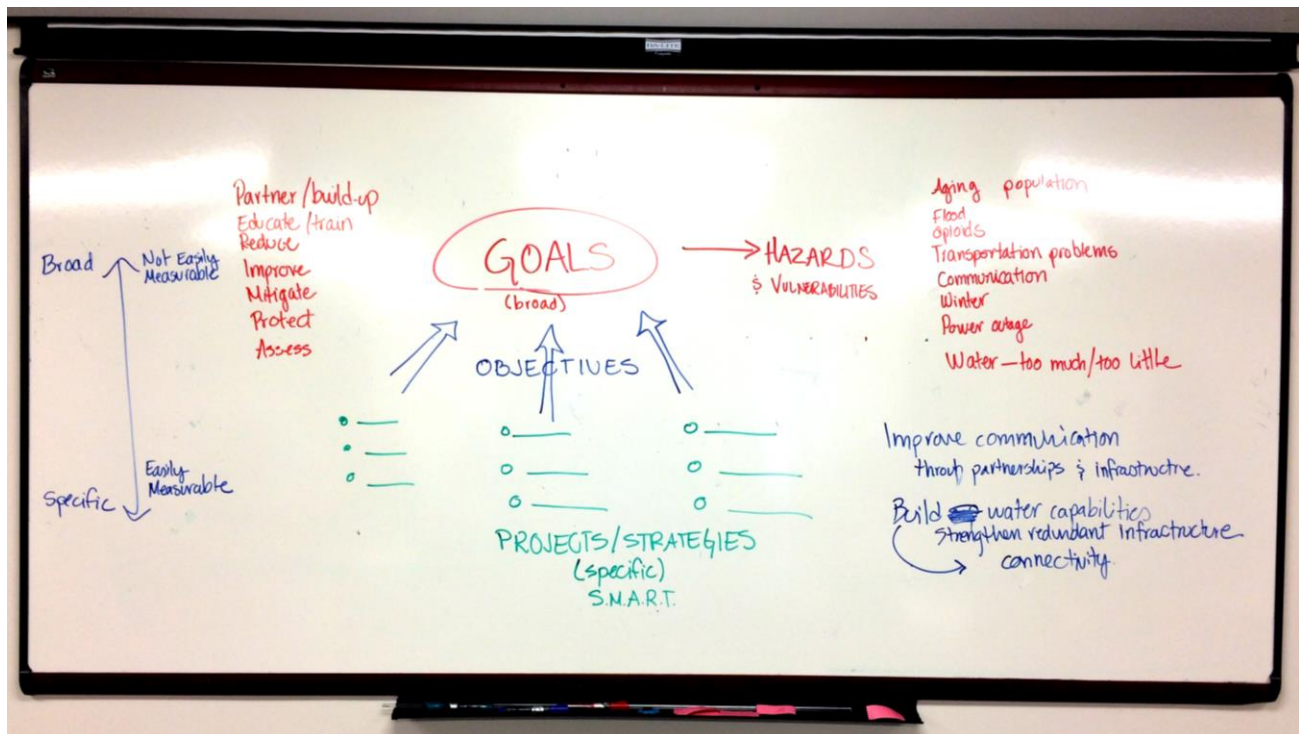 Broad
Not Easily
Measurable
Easily
Measurable
Specific
Partner/build-up
Educate/train
Reduce
Improve
Mitigate
Protect
Assess
GOALS
(broad)
OBJECTIVES
PROJECTS/STRATEGIES
(specific)
S.M.A.R.T.
HAZARDS
& VULNERABILITIES
Aging population
Flood
Opioids
Transportation problems
Communication
Winter
Power outage
Water—too much/too little
Improve communication
partnerships & infrastructre.
Build water capabilities
strengthen redundant infrastructure
connectivity.